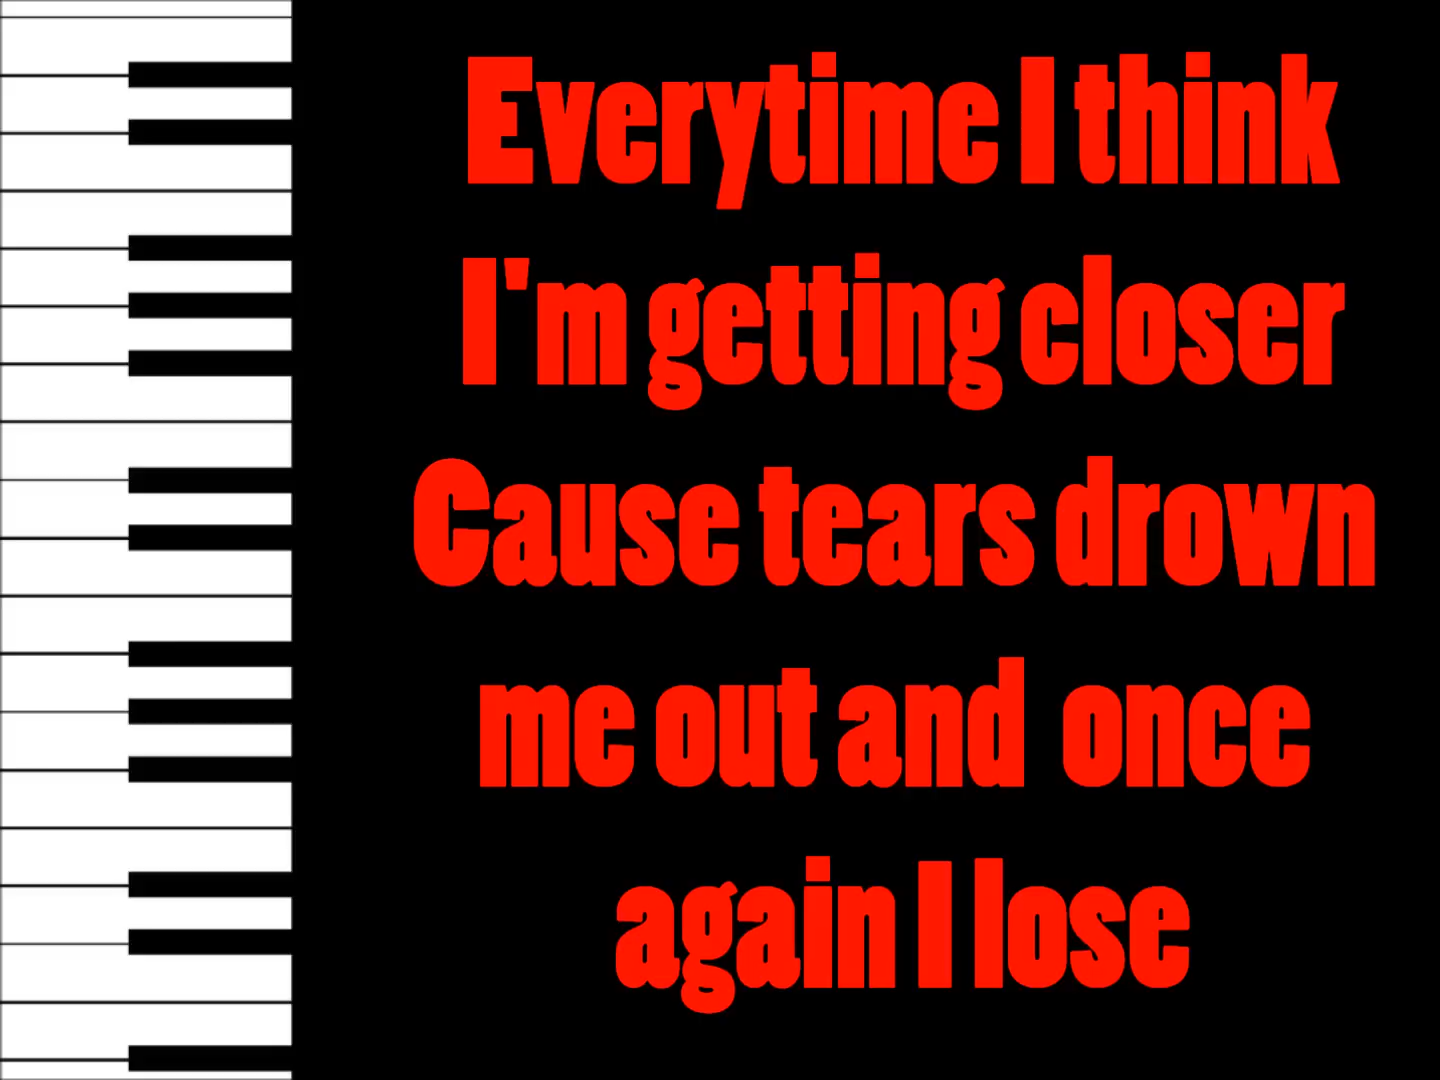 Everytime I think
I'm getting closer
Cause tears drown
me out and once
again I lose